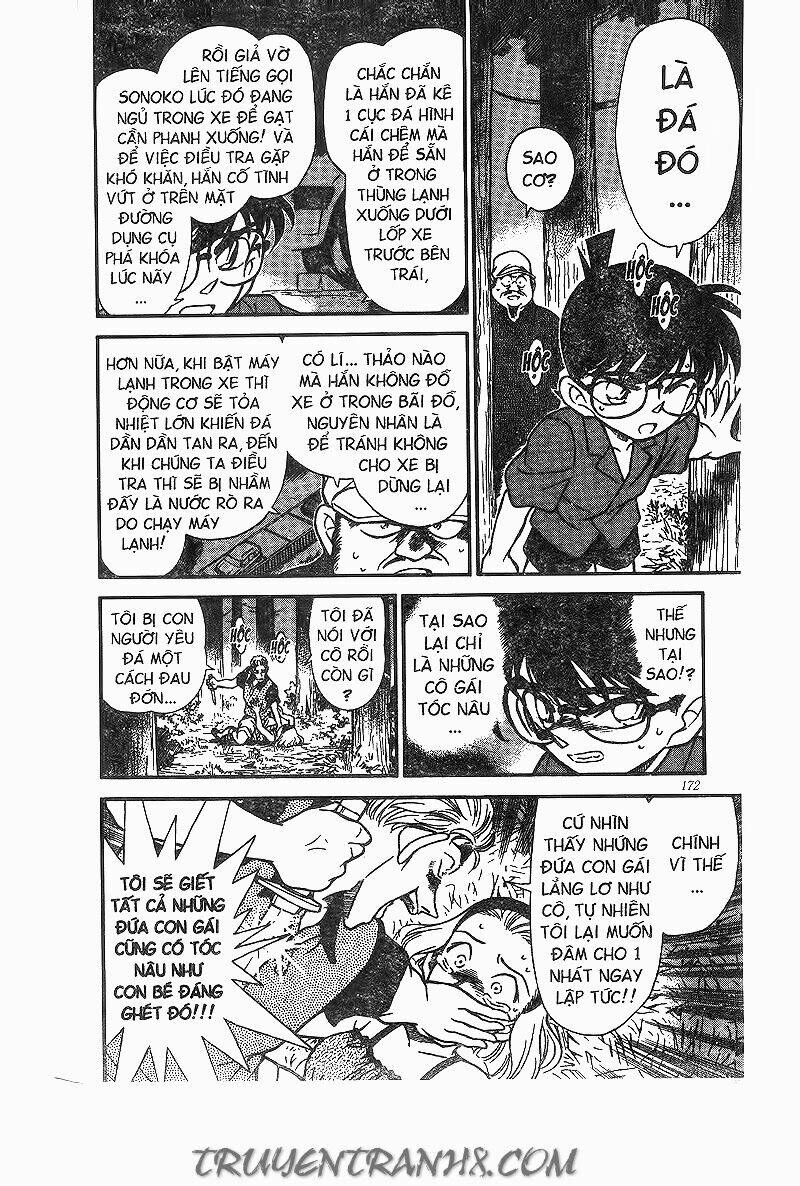 LÀ
ĐÁ
ĐÓ
...
SAO
CƠ?
HỘC
HỘC
HỘC
CHẮC CHẮN
LÀ HẮN ĐÃ KÊ
1 CỤC ĐÁ HÌNH
CÁI CHÊM MÀ
HẮN ĐỂ SẴN
Ở TRONG
THÙNG LẠNH
XUỐNG DƯỚI
LỐP XE
TRƯỚC BÊN
TRÁI,
RỒI GIẢ VỜ
LÊN TIẾNG GỌI
SONOKO LÚC ĐÓ ĐANG
NGỦ TRONG XE ĐỂ GẠT
CẦN PHANH XUỐNG! VÀ
ĐỂ VIỆC ĐIỀU TRA GẶP
KHÓ KHĂN, HẮN CỐ TÌNH
VỨT Ở TRÊN MẶT
ĐƯỜNG
DỤNG CỤ
PHÁ KHÓA
LÚC NÃY
...
CÓ LÍ... THẢO NÀO
MÀ HẮN KHÔNG ĐỒ
XE Ở TRONG BÃI ĐỖ,
NGUYÊN NHÂN LÀ
ĐỂ TRÁNH KHÔNG
CHO XE BỊ
DỪNG LẠI
...
HƠN NỮA, KHI BẬT MÁY
LẠNH TRONG XE THÌ
ĐỘNG CƠ SẼ TỎA
NHIỆT LỚN KHIẾN ĐÁ
DẦN DẦN TAN RA, ĐẾN
KHI CHÚNG TA ĐIỀU
TRA THÌ SẼ BỊ NHẦM
ĐẤY LÀ NƯỚC RÒ RA
DO CHẠY MÁY
LẠNH!
THẾ
NHƯNG
TẠI
SAO!?
TẠI SAO
LẠI CHỈ
LÀ NHỮNG
CÔ GÁI
TÓC NÂU
...
TÔI ĐÃ
NÓI VỚI
CÔ RỒI
CÒN GÌ
?
HỘC
HỘC
TÔI BỊ CON
NGƯỜI YÊU
ĐÁ MỘT
CÁCH ĐAU
ĐỚN...
172
CHÍNH
VÌ THẾ
...
CỨ NHÌN
THẤY NHỮNG
ĐỨA CON GÁI
LẲNG LƠ NHƯ
CÔ, TỰ NHIÊN
TÔI LẠI MUỐN
ĐÂM CHO 1
NHÁT NGAY
LẬP TỨC!!
TÔI SẼ GIẾT
TẤT CẢ NHỮNG
ĐỨA CON GÁI
CŨNG CÓ TÓC
NÂU NHƯ
CON BÉ ĐÁNG
GHÉT ĐÓ!!!
TRUYENTRANH8.COM